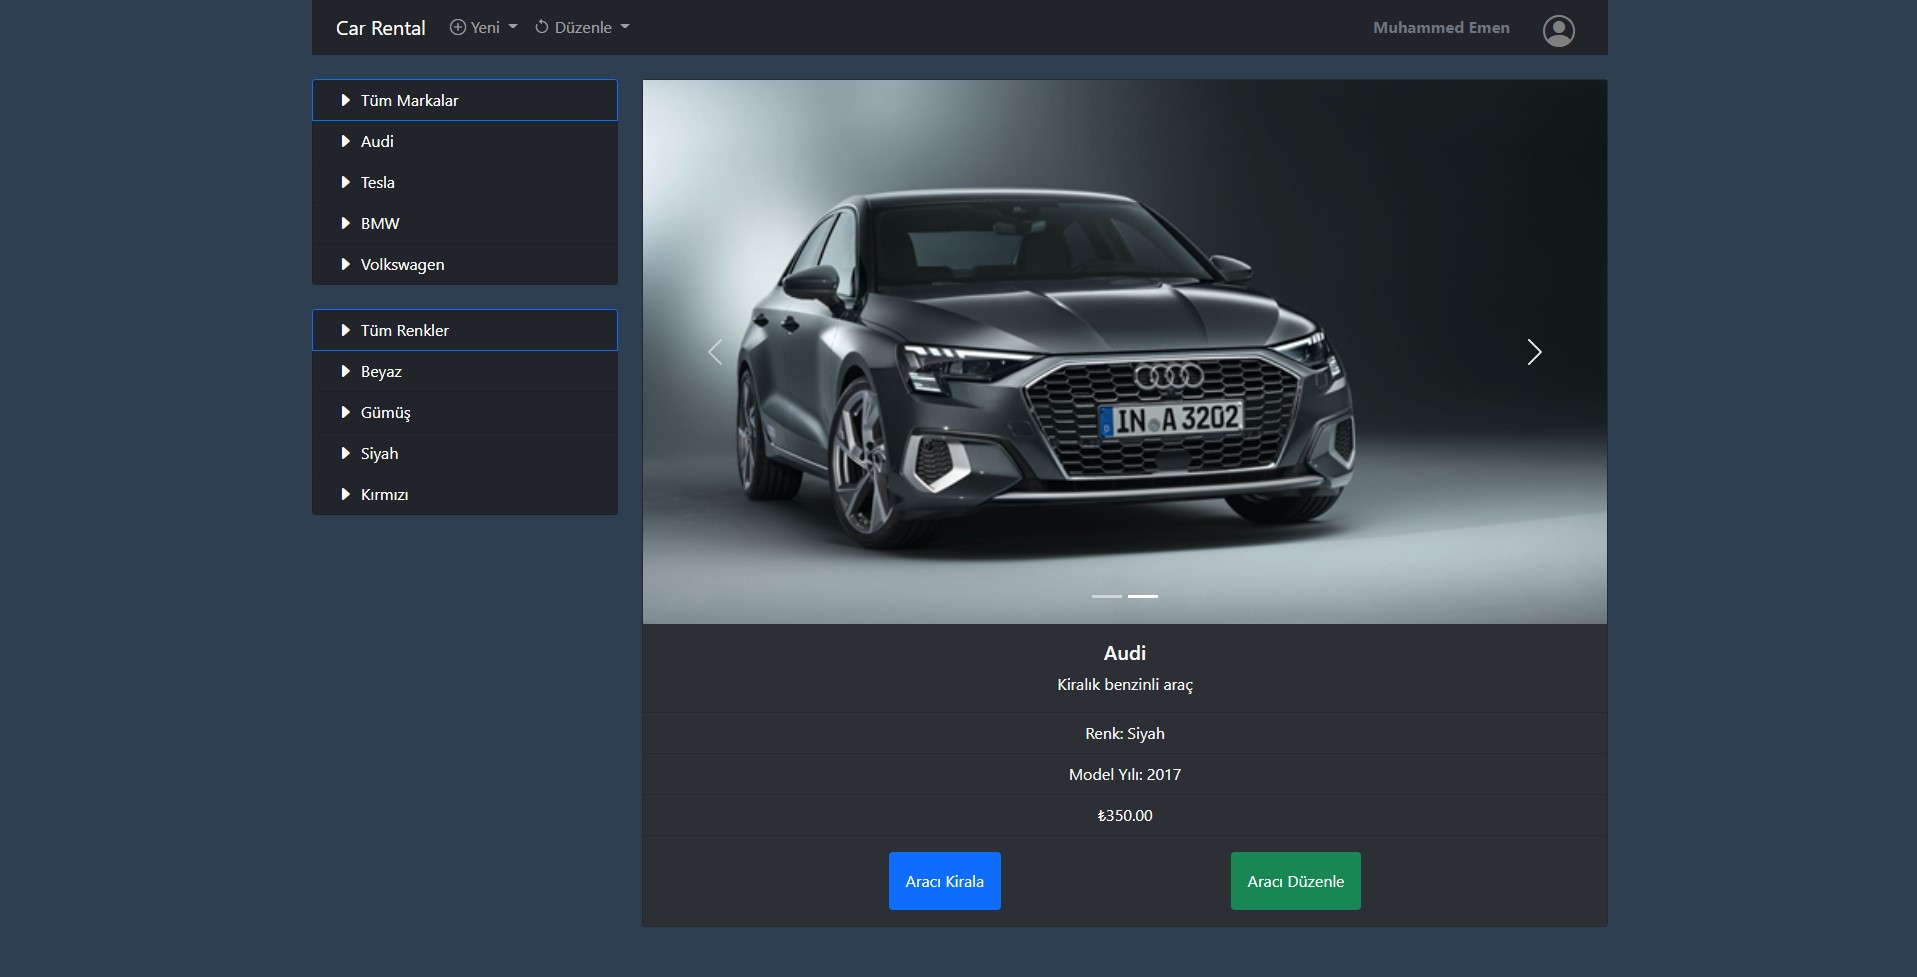 Car Rental Yeni Düzenle Muhammed Emen
Tüm Markalar
Audi
Tesla
BMW
Volkswagen
Tüm Renkler
Beyaz
Gümüş
Siyah
Kırmızı
IN A 3202
Audi
Kiralık benzinli araç
Renk: Siyah
Model Yılı: 2017
₺350.00
Aracı Kirala Aracı Düzenle